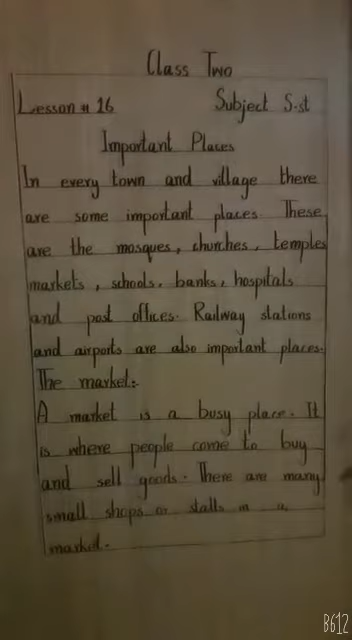 Class Two
Lesson # 16 Subject S.st
Important Places
In every town and village there
are some important places. These
are the mosques, churches, temples
markets, schools, banks, hospitals
and post offices. Railway stations
and airports are also important places.
The market:-
A market is a busy place. It
is where people come to buy
and sell goods. There are many
small shops or stalls in a
market.
B612